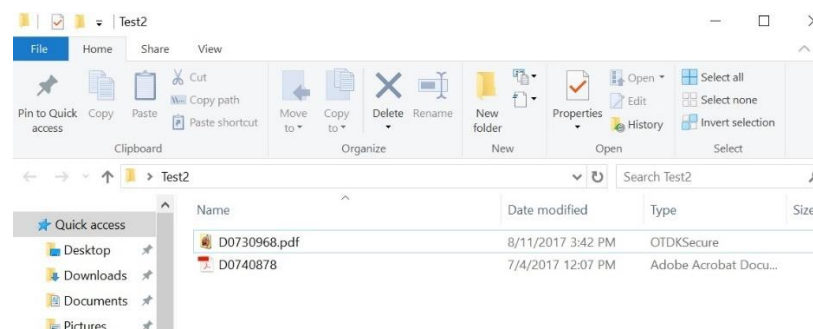 Test2
File Home Share View
Pin to Quick access
Copy
Paste
Cut
Copy path
Paste shortcut
Move to
Copy to
Delete
Rename
New folder
Properties
Open
Edit
History
Select all
Select none
Invert selection
Clipboard Organize New Open Select
Test2 Search Test2
Name Date modified Type Size
Quick access
Desktop
Downloads
Documents
Pictures
D0730968.pdf 8/11/2017 3:42 PM OTDKSecure
D0740878 7/4/2017 12:07 PM Adobe Acrobat Docu...